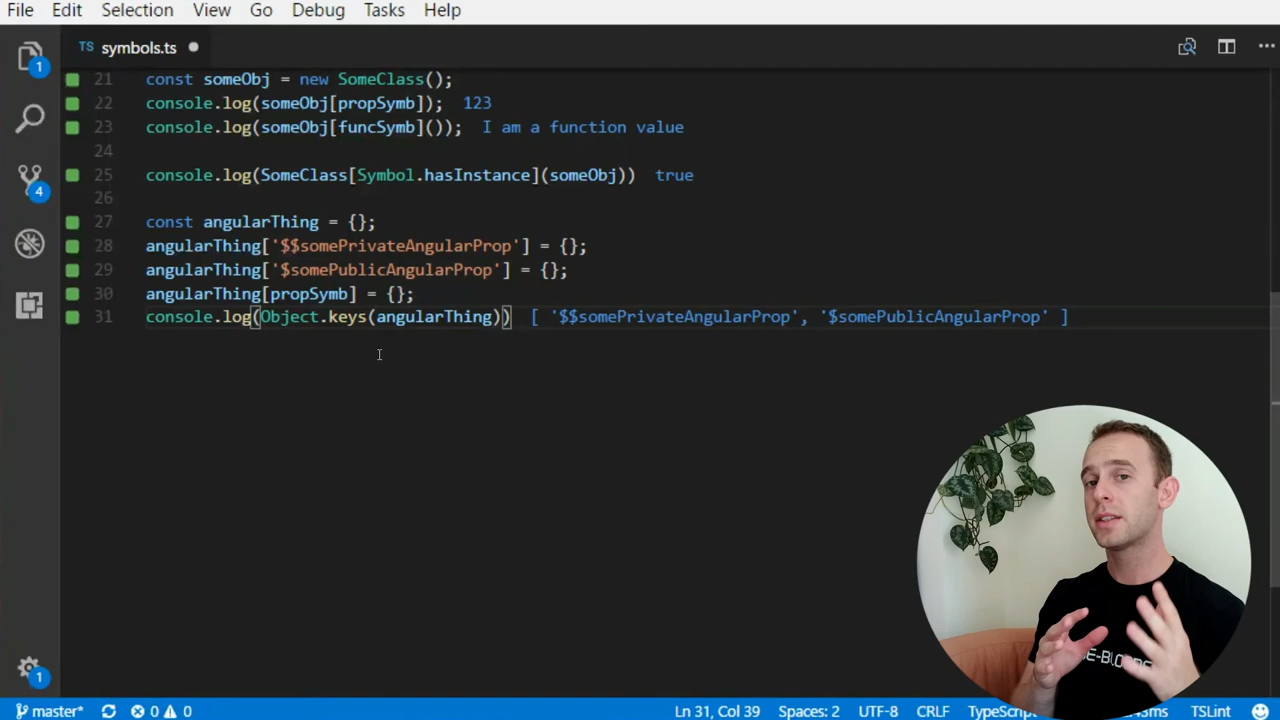 File Edit Selection View Go Debug Tasks Help
TS symbols.ts
1
4
1
21 const someObj = new SomeClass();
22 console.log(someObj[propSymb]); 123
23 console.log(someObj[funcSymb]()); I am a function value
24
25 console.log(SomeClass[Symbol.hasInstance](someObj)) true
26
27 const angularThing = {};
28 angularThing['$$somePrivateAngularProp'] = {};
29 angularThing['$somePublicAngularProp'] = {};
30 angularThing[propSymb] = {};
31 console.log(Object.keys(angularThing)) [ '$$somePrivateAngularProp', '$somePublicAngularProp' ]
master* 0 0 Ln 31, Col 39 Spaces: 2 UTF-8 CRLF TSLint